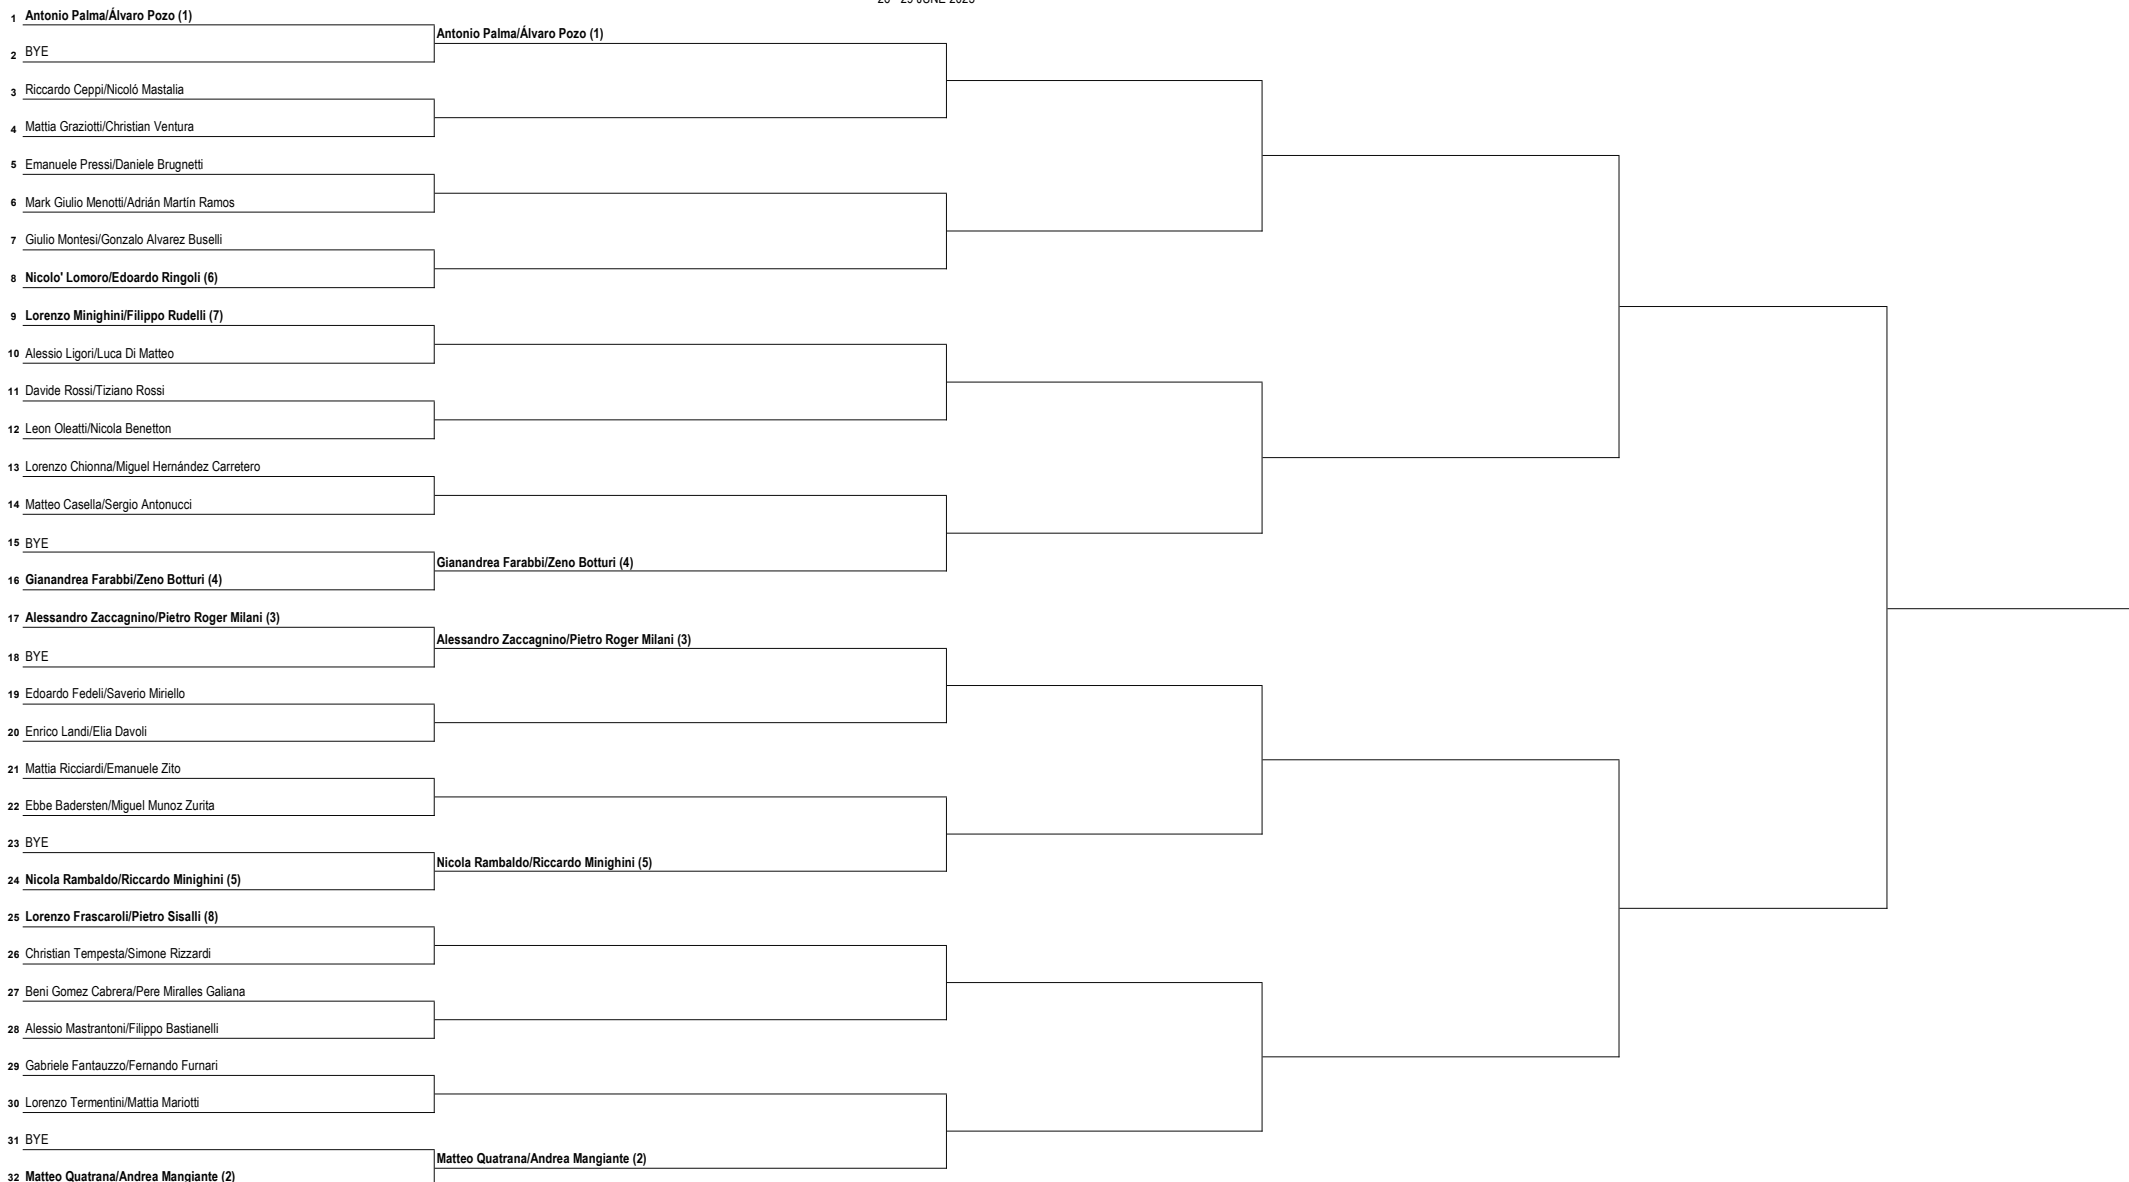 1 Antonio Palma/Álvaro Pozo (1)
Antonio Palma/Álvaro Pozo (1)
2 BYE
3 Riccardo Ceppi/Nicoló Mastalia
4 Mattia Graziotti/Christian Ventura
5 Emanuele Pressi/Daniele Brugnetti
6 Mark Giulio Menotti/Adrián Martín Ramos
7 Giulio Montesi/Gonzalo Alvarez Buselli
8 Nicolo' Lomoro/Edoardo Ringoli (6)
9 Lorenzo Minighini/Filippo Rudelli (7)
10 Alessio Ligori/Luca Di Matteo
11 Davide Rossi/Tiziano Rossi
12 Leon Oleatti/Nicola Benetton
13 Lorenzo Chionna/Miguel Hernández Carretero
14 Matteo Casella/Sergio Antonucci
15 BYE
Gianandrea Farabbi/Zeno Botturi (4)
16 Gianandrea Farabbi/Zeno Botturi (4)
17 Alessandro Zaccagnino/Pietro Roger Milani (3)
Alessandro Zaccagnino/Pietro Roger Milani (3)
18 BYE
19 Edoardo Fedeli/Saverio Miriello
20 Enrico Landi/Elia Davoli
21 Mattia Ricciardi/Emanuele Zito
22 Ebbe Badersten/Miguel Munoz Zurita
23 BYE
Nicola Rambaldo/Riccardo Minighini (5)
24 Nicola Rambaldo/Riccardo Minighini (5)
25 Lorenzo Frascaroli/Pietro Sisalli (8)
26 Christian Tempesta/Simone Rizzardi
27 Beni Gomez Cabrera/Pere Miralles Galiana
28 Alessio Mastrantoni/Filippo Bastianelli
29 Gabriele Fantauzzo/Fernando Furnari
30 Lorenzo Termentini/Mattia Mariotti
31 BYE
Matteo Quatrana/Andrea Mangiante (2)
32 Matteo Quatrana/Andrea Mangiante (2)